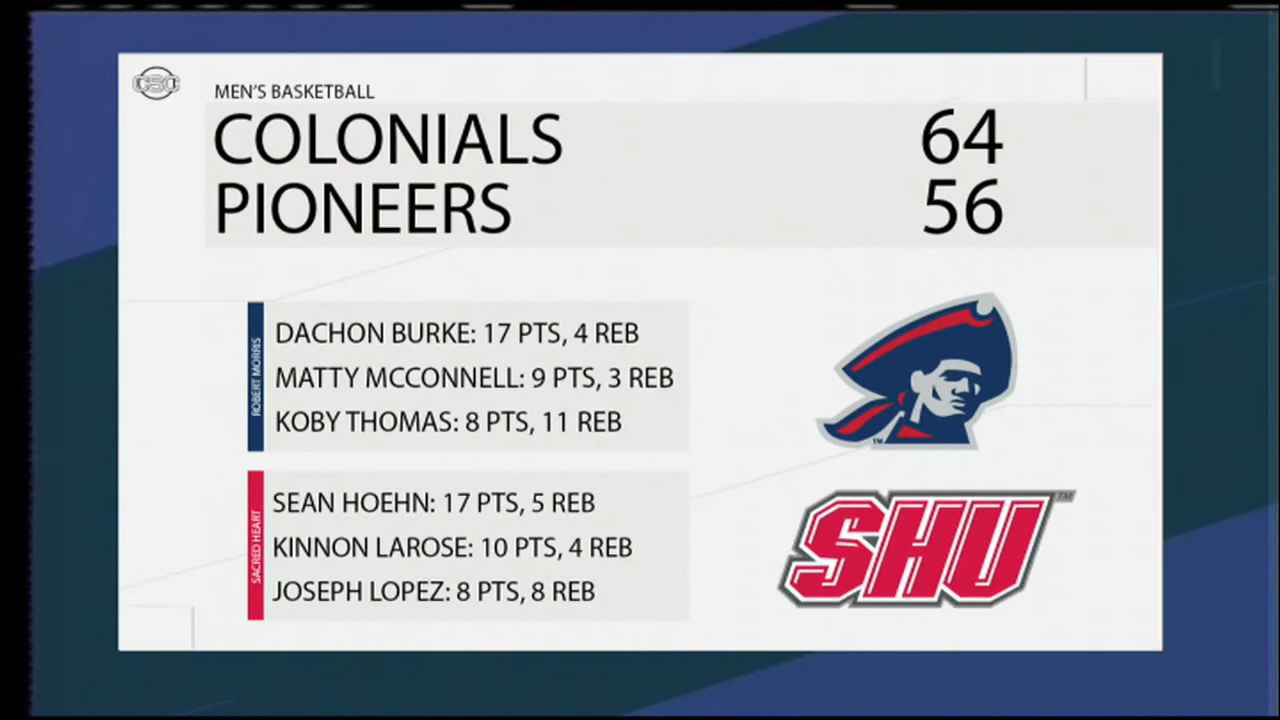 CSC
MEN'S BASKETBALL
COLONIALS 64
PIONEERS 56
ROBERT MORRIS
DACHON BURKE: 17 PTS, 4 REB
MATTY MCCONNELL: 9 PTS, 3 REB
KOBY THOMAS: 8 PTS, 11 REB
TM
SACRED HEART
SEAN HOEHN: 17 PTS, 5 REB
KINNON LAROSE: 10 PTS, 4 REB
JOSEPH LOPEZ: 8 PTS, 8 REB
SHU TM